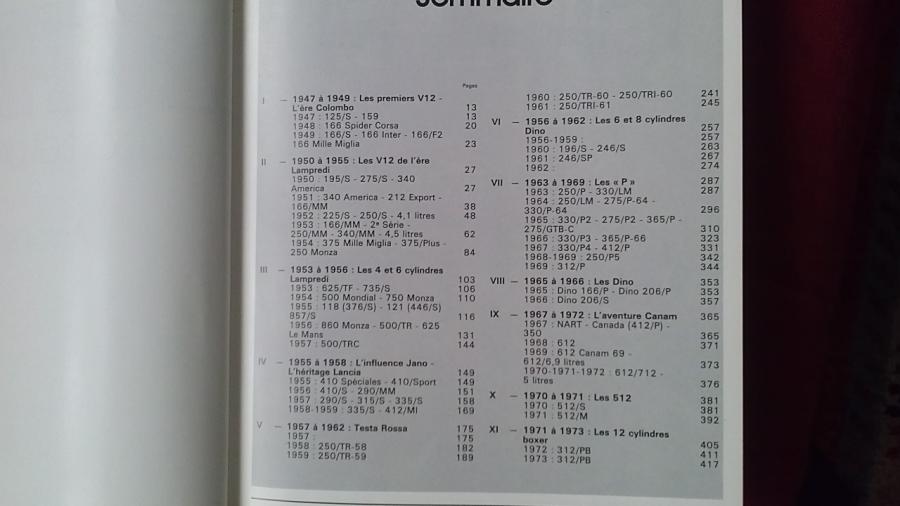 Sommaire
Pages
I — 1947 à 1949 : Les premiers V12 -
L'ère Colombo 13
1947 : 125/S - 159 13
1948 : 166 Spider Corsa 20
1949 : 166/S - 166 Inter - 166/F2
166 Mille Miglia 23
II — 1950 à 1955 : Les V12 de l'ère
Lampredi 27
1950 : 195/S - 275/S - 340
America 27
1951 : 340 America - 212 Export -
166/MM 38
1952 : 225/S - 250/S - 4,1 litres 48
1953 : 166/MM - 2e Série -
250/MM - 340/MM - 4,5 litres 62
1954 : 375 Mille Miglia - 375/Plus -
250 Monza 84
III — 1953 à 1956 : Les 4 et 6 cylindres
Lampredi 103
1953 : 625/TF - 735/S 106
1954 : 500 Mondial - 750 Monza 110
1955 : 118 (376/S) - 121 (446/S)
857/S 116
1956 : 860 Monza - 500/TR - 625
Le Mans 131
1957 : 500/TRC 144
IV — 1955 à 1958 : L'influence Jano -
L'héritage Lancia 149
1955 : 410 Spéciales - 410/Sport 149
1956 : 410/S - 290/MM 151
1957 : 290/S - 315/S - 335/S 158
1958-1959 : 335/S - 412/MI 169
V — 1957 à 1962 : Testa Rossa 175
1957 : 175
1958 : 250/TR-58 182
1959 : 250/TR-59 189
1960 : 250/TR-60 - 250/TRI-60 241
1961 : 250/TRI-61 245
VI — 1956 à 1962 : Les 6 et 8 cylindres
Dino 257
1956-1959 : 257
1960 : 196/S - 246/S 263
1961 : 246/SP 267
1962 : 274
VII — 1963 à 1969 : Les « P » 287
1963 : 250/P - 330/LM 287
1964 : 250/LM - 275/P-64 -
330/P-64 296
1965 : 330/P2 - 275/P2 - 365/P -
275/GTB-C 310
1966 : 330/P3 - 365/P-66 323
1967 : 330/P4 - 412/P 331
1968-1969 : 250/P5 342
1969 : 312/P 344
VIII — 1965 à 1966 : Les Dino 353
1965 : Dino 166/P - Dino 206/P 353
1966 : Dino 206/S 357
IX — 1967 à 1972 : L'aventure Canam 365
1967 : NART - Canada (412/P) -
350 365
1968 : 612 371
1969 : 612 Canam 69 -
612/6,9 litres 373
1970-1971-1972 : 612/712 -
5 litres 376
X — 1970 à 1971 : Les 512 381
1970 : 512/S 381
1971 : 512/M 392
XI — 1971 à 1973 : Les 12 cylindres
boxer 405
1972 : 312/PB 411
1973 : 312/PB 417